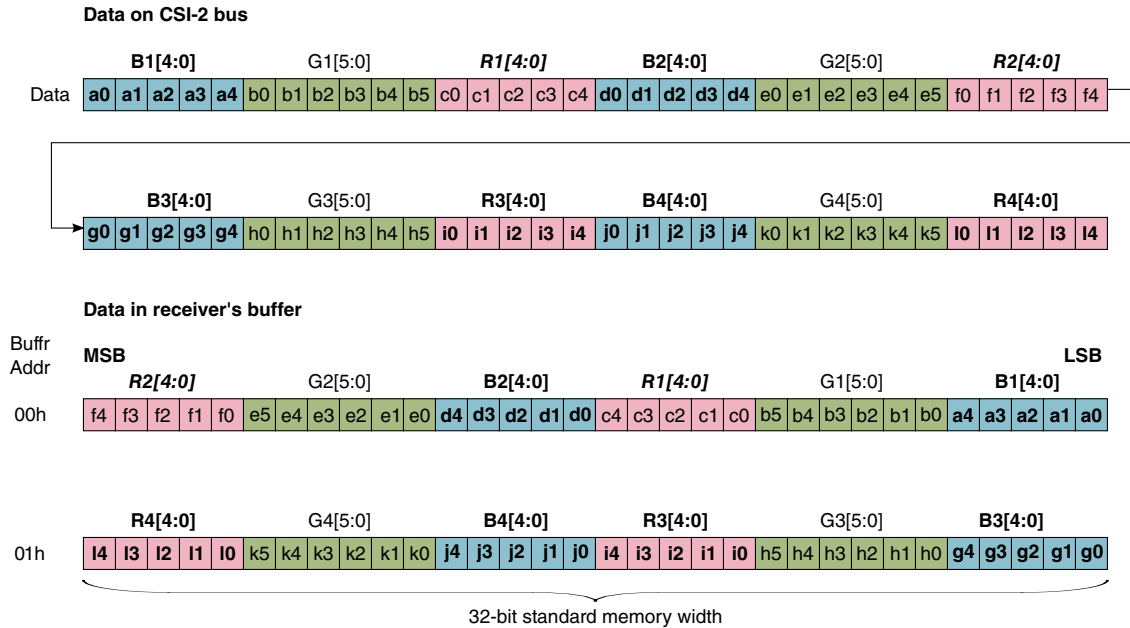 Data on CSI-2 bus
B1[4:0] G1[5:0] R1[4:0] B2[4:0] G2[5:0] R2[4:0]
Data a0 a1 a2 a3 a4 b0 b1 b2 b3 b4 b5 c0 c1 c2 c3 c4 d0 d1 d2 d3 d4 e0 e1 e2 e3 e4 e5 f0 f1 f2 f3 f4
B3[4:0] G3[5:0] R3[4:0] B4[4:0] G4[5:0] R4[4:0]
g0 g1 g2 g3 g4 h0 h1 h2 h3 h4 h5 i0 i1 i2 i3 i4 j0 j1 j2 j3 j4 k0 k1 k2 k3 k4 k5 l0 l1 l2 l3 l4
Data in receiver's buffer
Buffr
Addr
MSB LSB
R2[4:0] G2[5:0] B2[4:0] R1[4:0] G1[5:0] B1[4:0]
00h f4 f3 f2 f1 f0 e5 e4 e3 e2 e1 e0 d4 d3 d2 d1 d0 c4 c3 c2 c1 c0 b5 b4 b3 b2 b1 b0 a4 a3 a2 a1 a0
R4[4:0] G4[5:0] B4[4:0] R3[4:0] G3[5:0] B3[4:0]
01h l4 l3 l2 l1 l0 k5 k4 k3 k2 k1 k0 j4 j3 j2 j1 j0 i4 i3 i2 i1 i0 h5 h4 h3 h2 h1 h0 g4 g3 g2 g1 g0
32-bit standard memory width